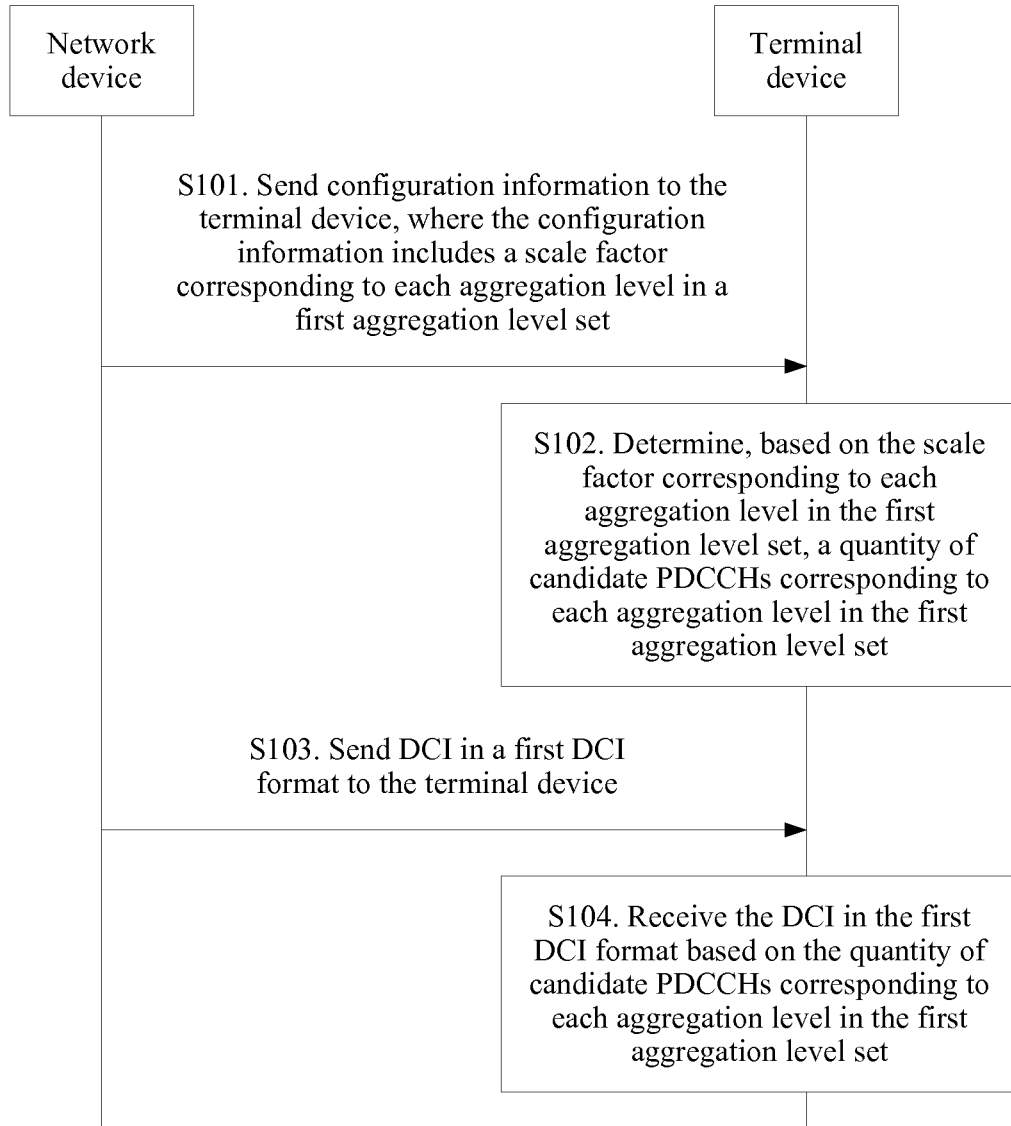 Network
device
Terminal
device
S101. Send configuration information to the
terminal device, where the configuration
information includes a scale factor
corresponding to each aggregation level in a
first aggregation level set
S102. Determine, based on the scale
factor corresponding to each
aggregation level in the first
aggregation level set, a quantity of
candidate PDCCHs corresponding to
each aggregation level in the first
aggregation level set
S103. Send DCI in a first DCI
format to the terminal device
S104. Receive the DCI in the first
DCI format based on the quantity of
candidate PDCCHs corresponding to
each aggregation level in the first
aggregation level set